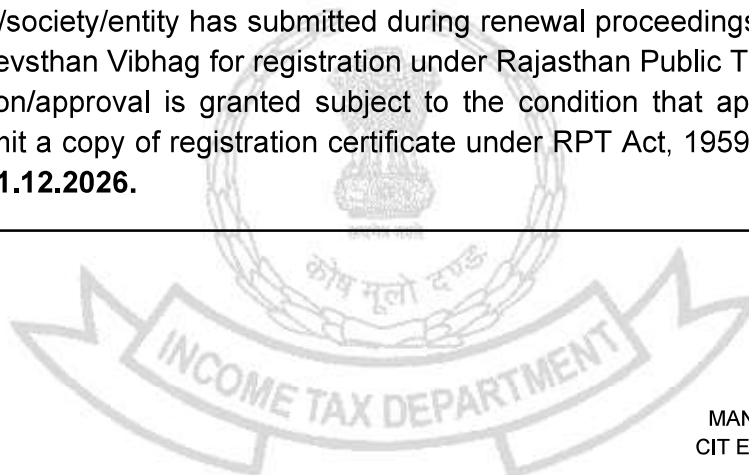 /society/entity has submitted during renewal proceedings
evsthan Vibhag for registration under Rajasthan Public T
on/approval is granted subject to the condition that ap
nit a copy of registration certificate under RPT Act, 1959
1.12.2026.
कोष मूलो दण्डः
INCOME TAX DEPARTMENT
MAN
CIT E